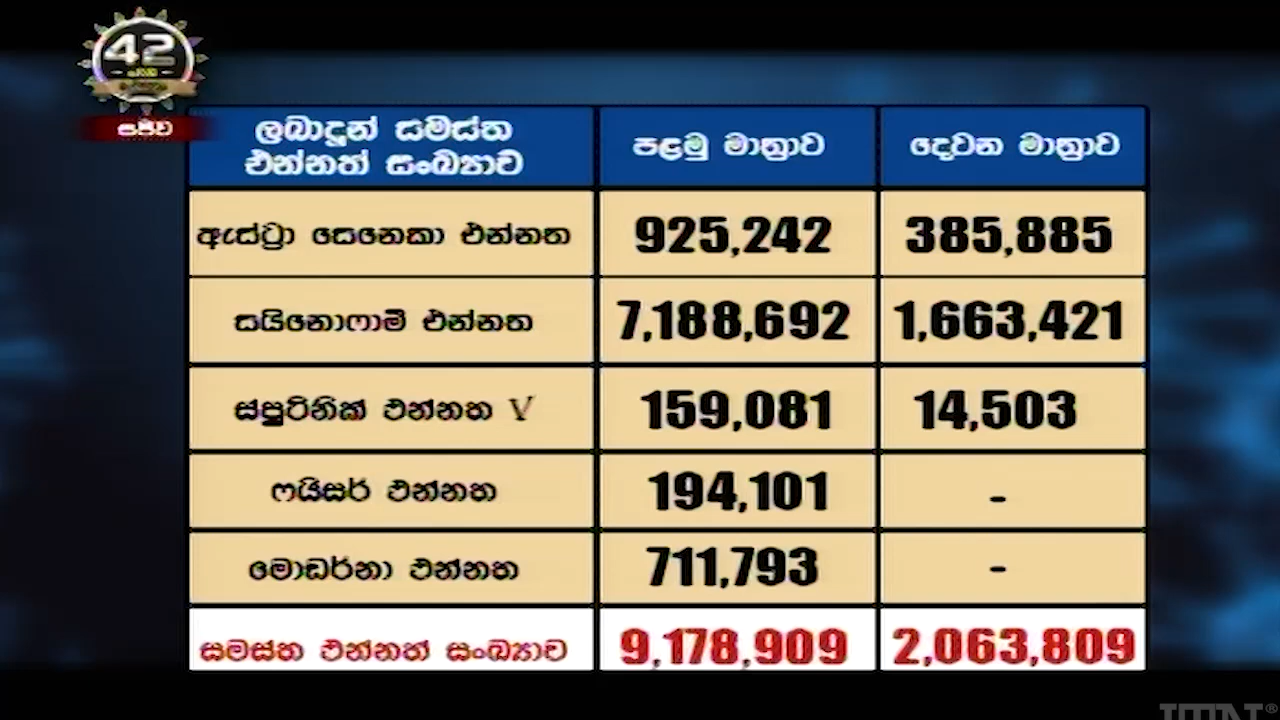 42
සජීව
ලබාදුන් සමස්ත
එන්නත් සංඛ්‍යාව
පළමු මාත්‍රාව
දෙවන මාත්‍රාව
ඇස්ට්‍රා සෙනෙකා එන්නත
925,242
385,885
සයිනොෆාම් එන්නත
7,188,692
1,663,421
ස්පුට්නික් එන්නත V
159,081
14,503
ෆයිසර් එන්නත
194,101
-
මොඩර්නා එන්නත
711,793
-
සමස්ත එන්නත් සංඛ්‍යාව
9,178,909
2,063,809